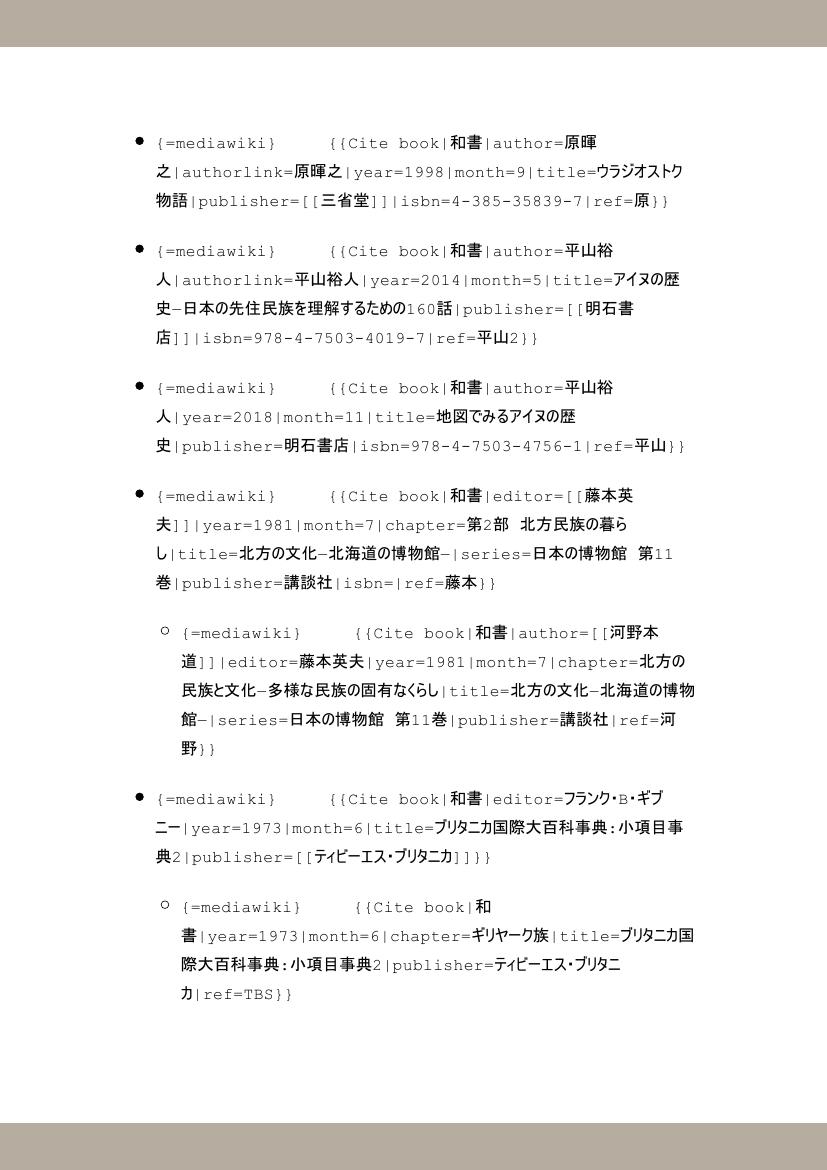 • {=mediawiki} {{Cite book|和書|author=原暉
之|authorlink=原暉之|year=1998|month=9|title=ウラジオストク
物語|publisher=[[三省堂]]|isbn=4-385-35839-7|ref=原}}
• {=mediawiki} {{Cite book|和書|author=平山裕
人|authorlink=平山裕人|year=2014|month=5|title=アイヌの歴
史―日本の先住民族を理解するための160話|publisher=[[明石書
店]]|isbn=978-4-7503-4019-7|ref=平山2}}
• {=mediawiki} {{Cite book|和書|author=平山裕
人|year=2018|month=11|title=地図でみるアイヌの歴
史|publisher=明石書店|isbn=978-4-7503-4756-1|ref=平山}}
• {=mediawiki} {{Cite book|和書|editor=[[藤本英
夫]]|year=1981|month=7|chapter=第2部 北方民族の暮ら
し|title=北方の文化―北海道の博物館―|series=日本の博物館 第11
巻|publisher=講談社|isbn=|ref=藤本}}
○ {=mediawiki} {{Cite book|和書|author=[[河野本
道]]|editor=藤本英夫|year=1981|month=7|chapter=北方の
民族と文化―多様な民族の固有なくらし|title=北方の文化―北海道の博物
館―|series=日本の博物館 第11巻|publisher=講談社|ref=河
野}}
• {=mediawiki} {{Cite book|和書|editor=フランク・B・ギブ
ニー|year=1973|month=6|title=ブリタニカ国際大百科事典:小項目事
典2|publisher=[[ティビーエス・ブリタニカ]]}}
○ {=mediawiki} {{Cite book|和
書|year=1973|month=6|chapter=ギリヤーク族|title=ブリタニカ国
際大百科事典:小項目事典2|publisher=ティビーエス・ブリタニ
カ|ref=TBS}}